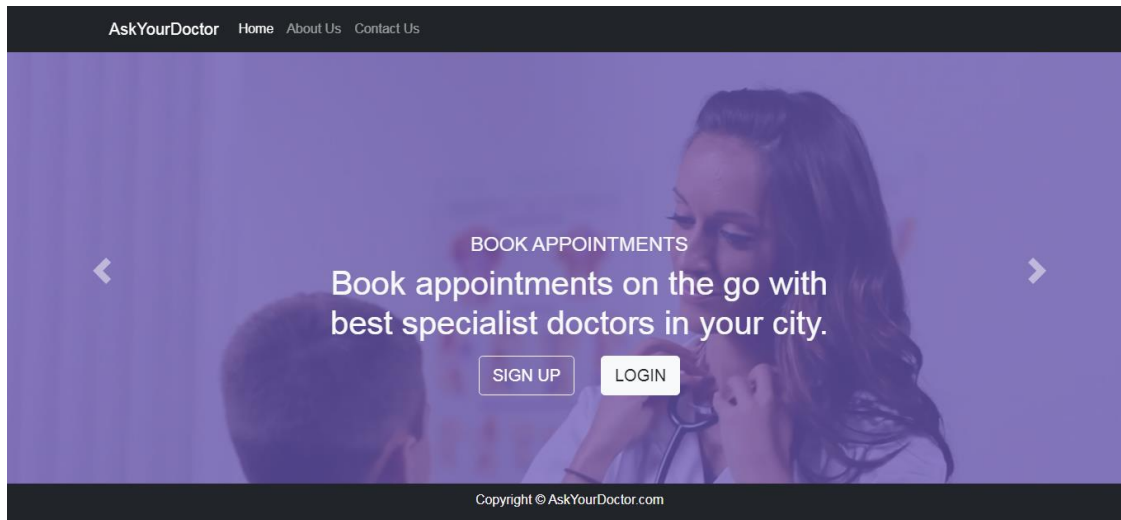 AskYourDoctor Home About Us Contact Us
BOOK APPOINTMENTS
Book appointments on the go with
best specialist doctors in your city.
SIGN UP LOGIN
Copyright © AskYourDoctor.com